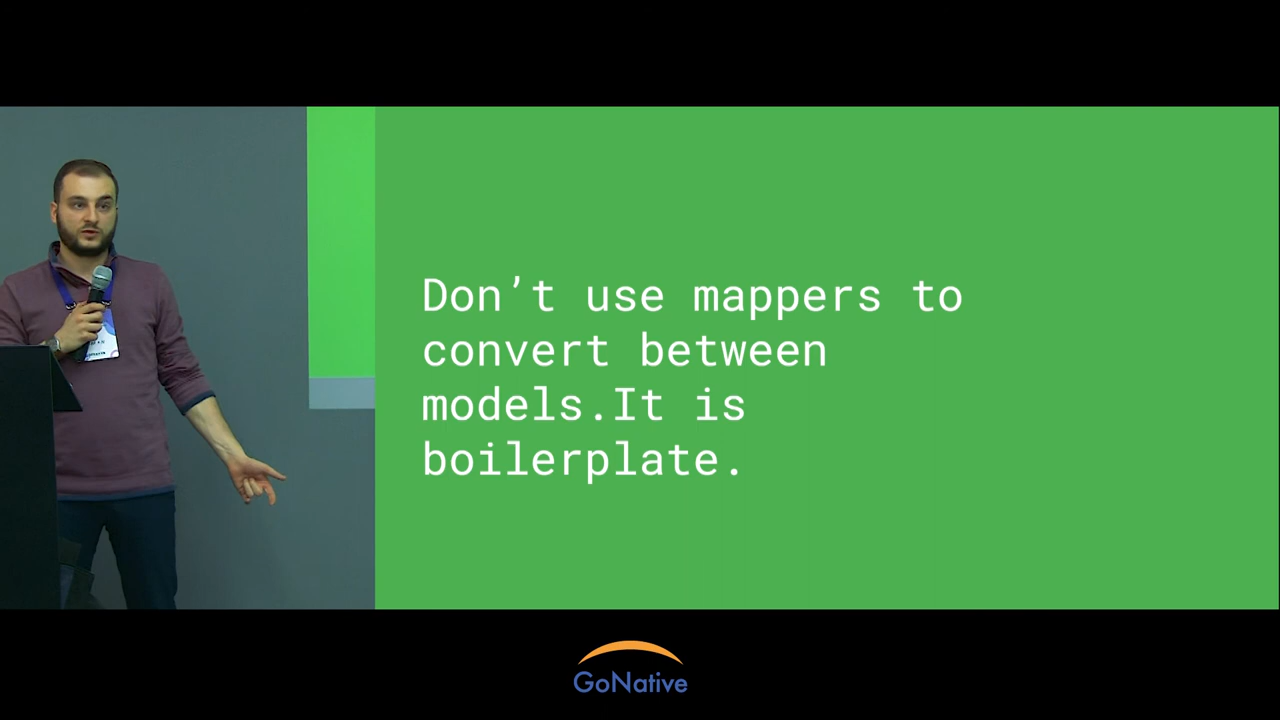 Don’t use mappers to
convert between
models.It is
boilerplate.
GoNative